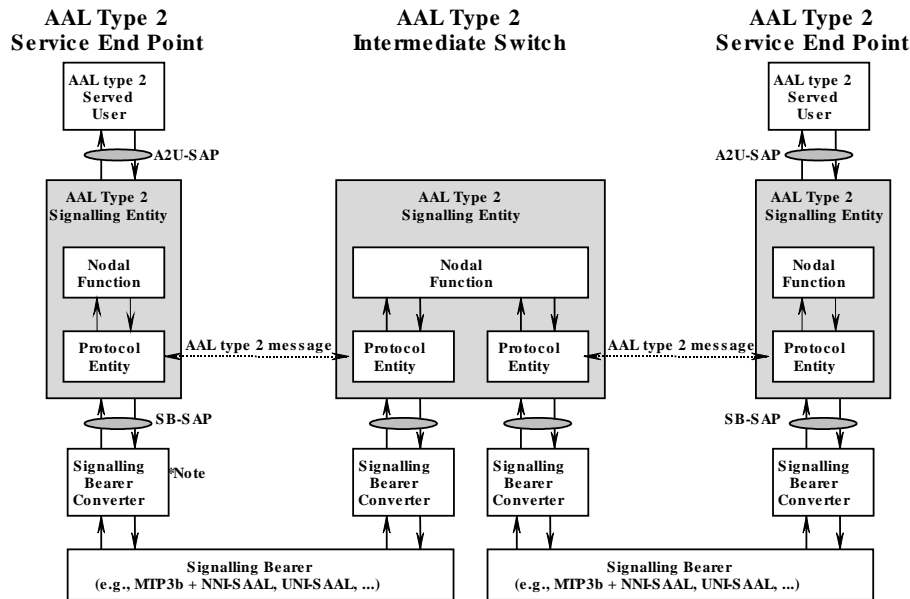 AAL Type 2
Service End Point
AAL Type 2
Intermediate Switch
AAL Type 2
Service End Point
AAL type 2
Served
User
AAL type 2
Served
User
A2U-SAP
A2U-SAP
AAL Type 2
Signalling Entity
AAL Type 2
Signalling Entity
AAL Type 2
Signalling Entity
Nodal
Function
Nodal
Function
Nodal
Function
Protocol
Entity
AAL type 2 message
Protocol
Entity
Protocol
Entity
AAL type 2 message
Protocol
Entity
SB-SAP
SB-SAP
Signalling
Bearer
Converter
*Note
Signalling
Bearer
Converter
Signalling
Bearer
Converter
Signalling
Bearer
Converter
Signalling Bearer
(e.g., MTP3b + NNI-SAAL, UNI-SAAL, ...)
Signalling Bearer
(e.g., MTP3b + NNI-SAAL, UNI-SAAL, ...)